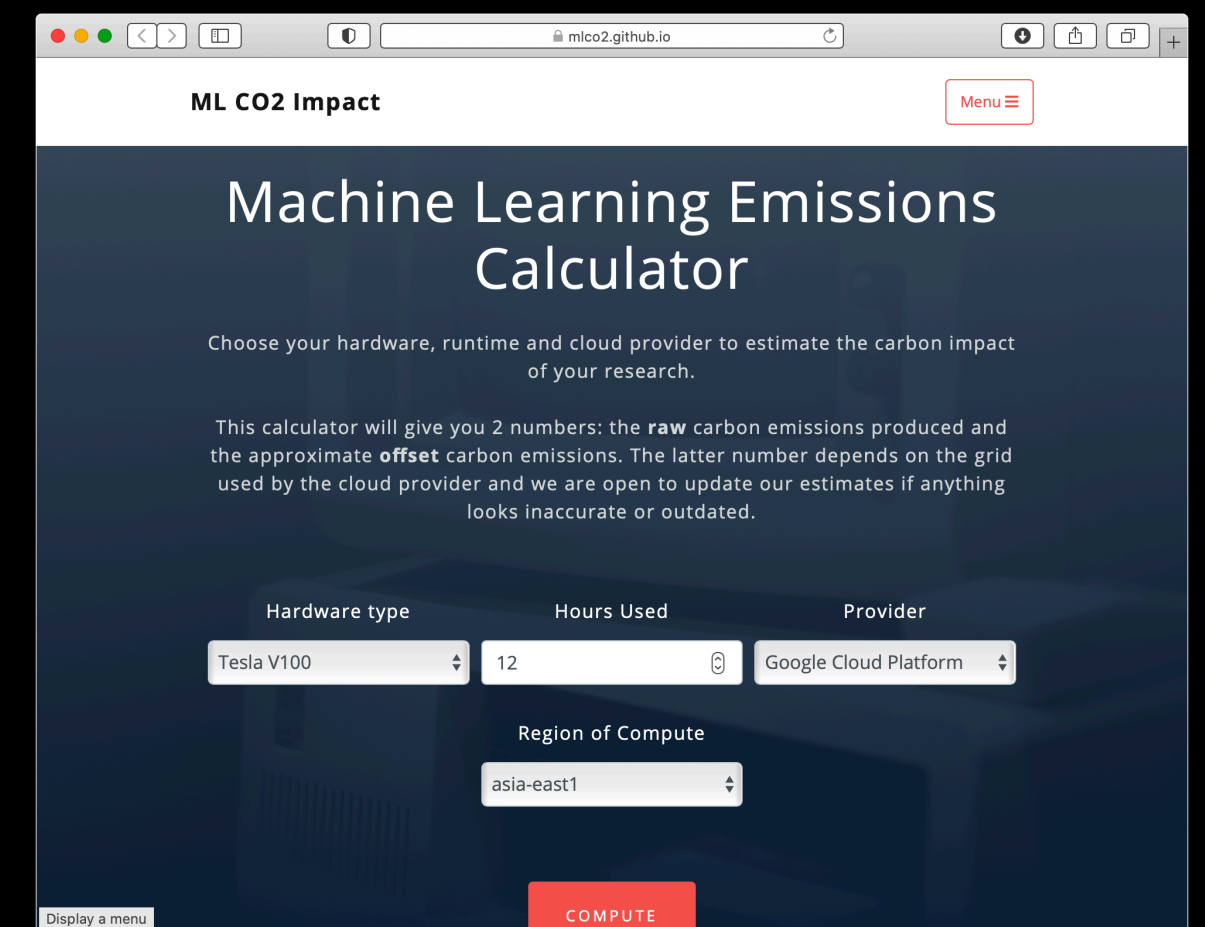 mlco2.github.io
ML CO2 Impact
Menu
Machine Learning Emissions
Calculator
Choose your hardware, runtime and cloud provider to estimate the carbon impact
of your research.
This calculator will give you 2 numbers: the raw carbon emissions produced and
the approximate offset carbon emissions. The latter number depends on the grid
used by the cloud provider and we are open to update our estimates if anything
looks inaccurate or outdated.
Hardware type
Hours Used
Provider
Tesla V100
12
Google Cloud Platform
Region of Compute
asia-east1
COMPUTE
Display a menu